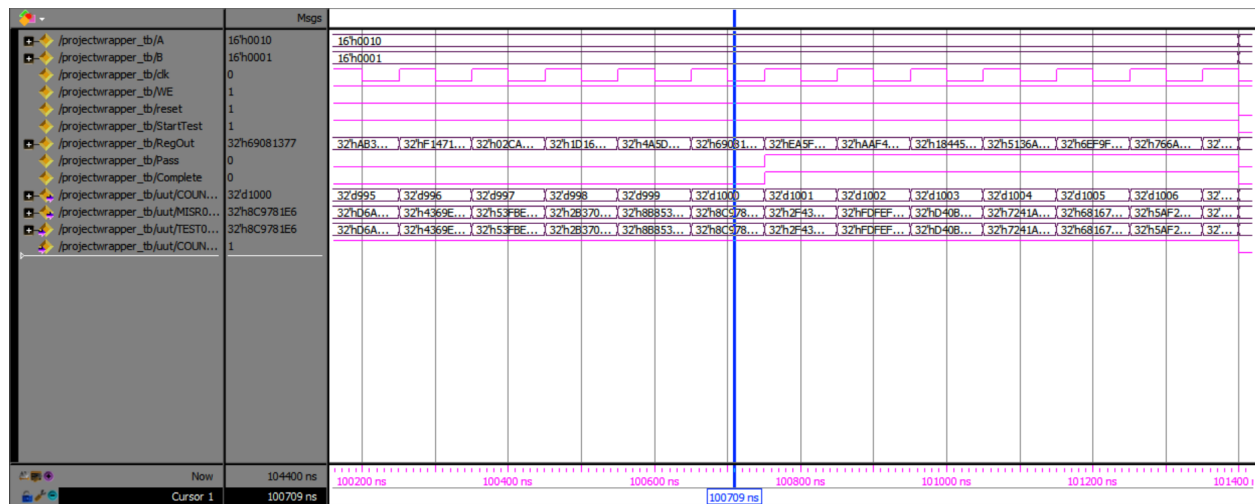 Msgs
/projectwrapper_tb/A 16'h0010 16'h0010
/projectwrapper_tb/B 16'h0001 16'h0001
/projectwrapper_tb/clk 0
/projectwrapper_tb/WE 1
/projectwrapper_tb/reset 1
/projectwrapper_tb/StartTest 1
/projectwrapper_tb/RegOut 32'h69081377 32'hAB3... 32'hF1471... 32'h02CA... 32'h1D16... 32'h4A5D... 32'h69081... 32'hEA5F... 32'hAAF4... 32'h18445... 32'h5136A... 32'h6EF9F... 32'h766A... 32'...
/projectwrapper_tb/Pass 0
/projectwrapper_tb/Complete 0
/projectwrapper_tb/uut/COUN... 32'd1000 32'd995 32'd996 32'd997 32'd998 32'd999 32'd1000 32'd1001 32'd1002 32'd1003 32'd1004 32'd1005 32'd1006 32'...
/projectwrapper_tb/uut/MISR0... 32'h8C9781E6 32'hD6A... 32'h4369E... 32'h53FBE... 32'h2B370... 32'h8B853... 32'h8C978... 32'h2F43... 32'hFDFEF... 32'hD40B... 32'h7241A... 32'h68167... 32'h5AF2... 32'...
/projectwrapper_tb/uut/TEST0... 32'h8C9781E6 32'hD6A... 32'h4369E... 32'h53FBE... 32'h2B370... 32'h8B853... 32'h8C978... 32'h2F43... 32'hFDFEF... 32'hD40B... 32'h7241A... 32'h68167... 32'h5AF2... 32'...
/projectwrapper_tb/uut/COUN... 1
Now 104400 ns 100200 ns 100400 ns 100600 ns 100800 ns 101000 ns 101200 ns 101400
Cursor 1 100709 ns 100709 ns